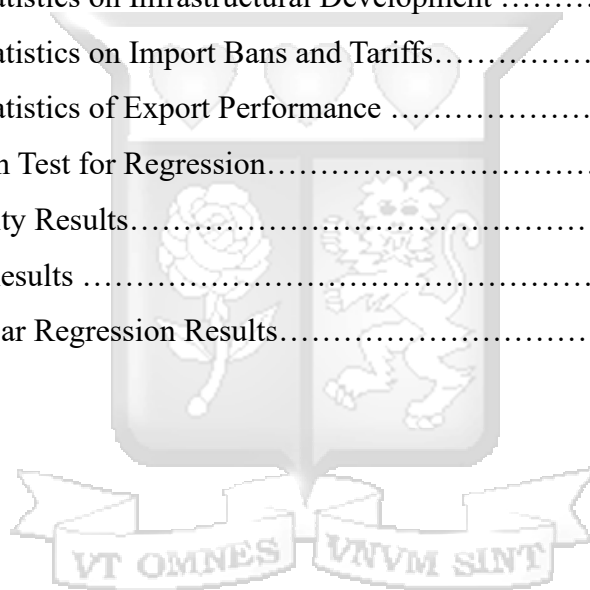 atistics on Infrastructural Development ……….
atistics on Import Bans and Tariffs……………
atistics of Export Performance ……………….
n Test for Regression………………………….
ity Results…………………………………….
esults ………………………………………….
ar Regression Results………………………….
VT OMNES VNVM SINT